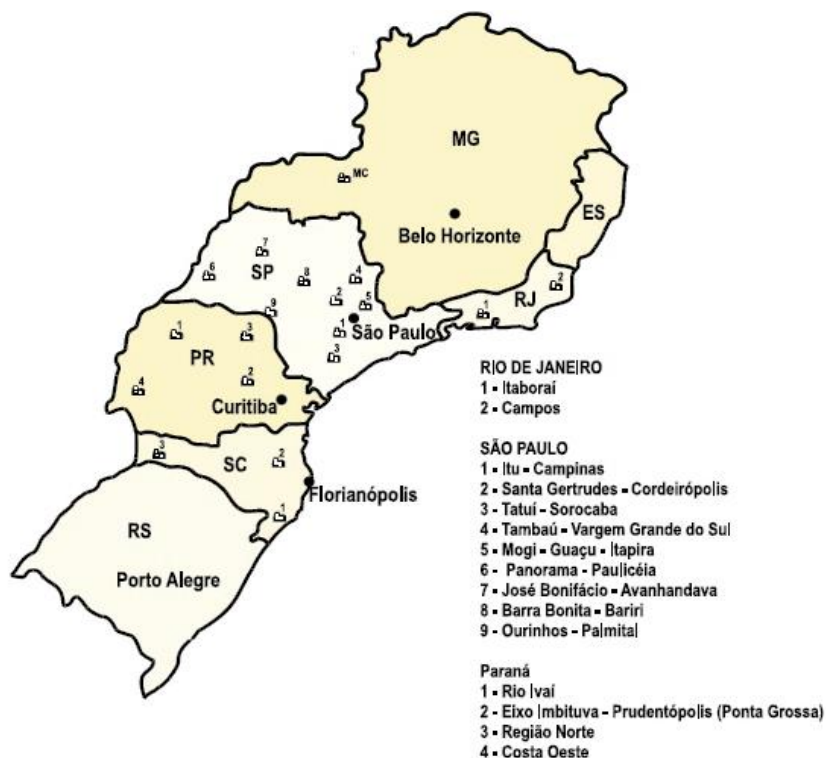 MG
MC
Belo Horizonte
ES
7
6
SP
8
4
2
5
9
1
São Paulo
3
RJ
2
1
1
3
PR
2
4
Curitiba
3
SC
2
Florianópolis
1
RS
Porto Alegre
RIO DE JANEIRO
1 - Itaboraí
2 - Campos
SÃO PAULO
1 - Itu - Campinas
2 - Santa Gertrudes - Cordeirópolis
3 - Tatuí - Sorocaba
4 - Tambaú - Vargem Grande do Sul
5 - Mogi - Guaçu - Itapira
6 - Panorama - Paulicéia
7 - José Bonifácio - Avanhandava
8 - Barra Bonita - Bariri
9 - Ourinhos - Palmital
Paraná
1 - Rio Ivaí
2 - Eixo Imbituva - Prudentópolis (Ponta Grossa)
3 - Região Norte
4 - Costa Oeste